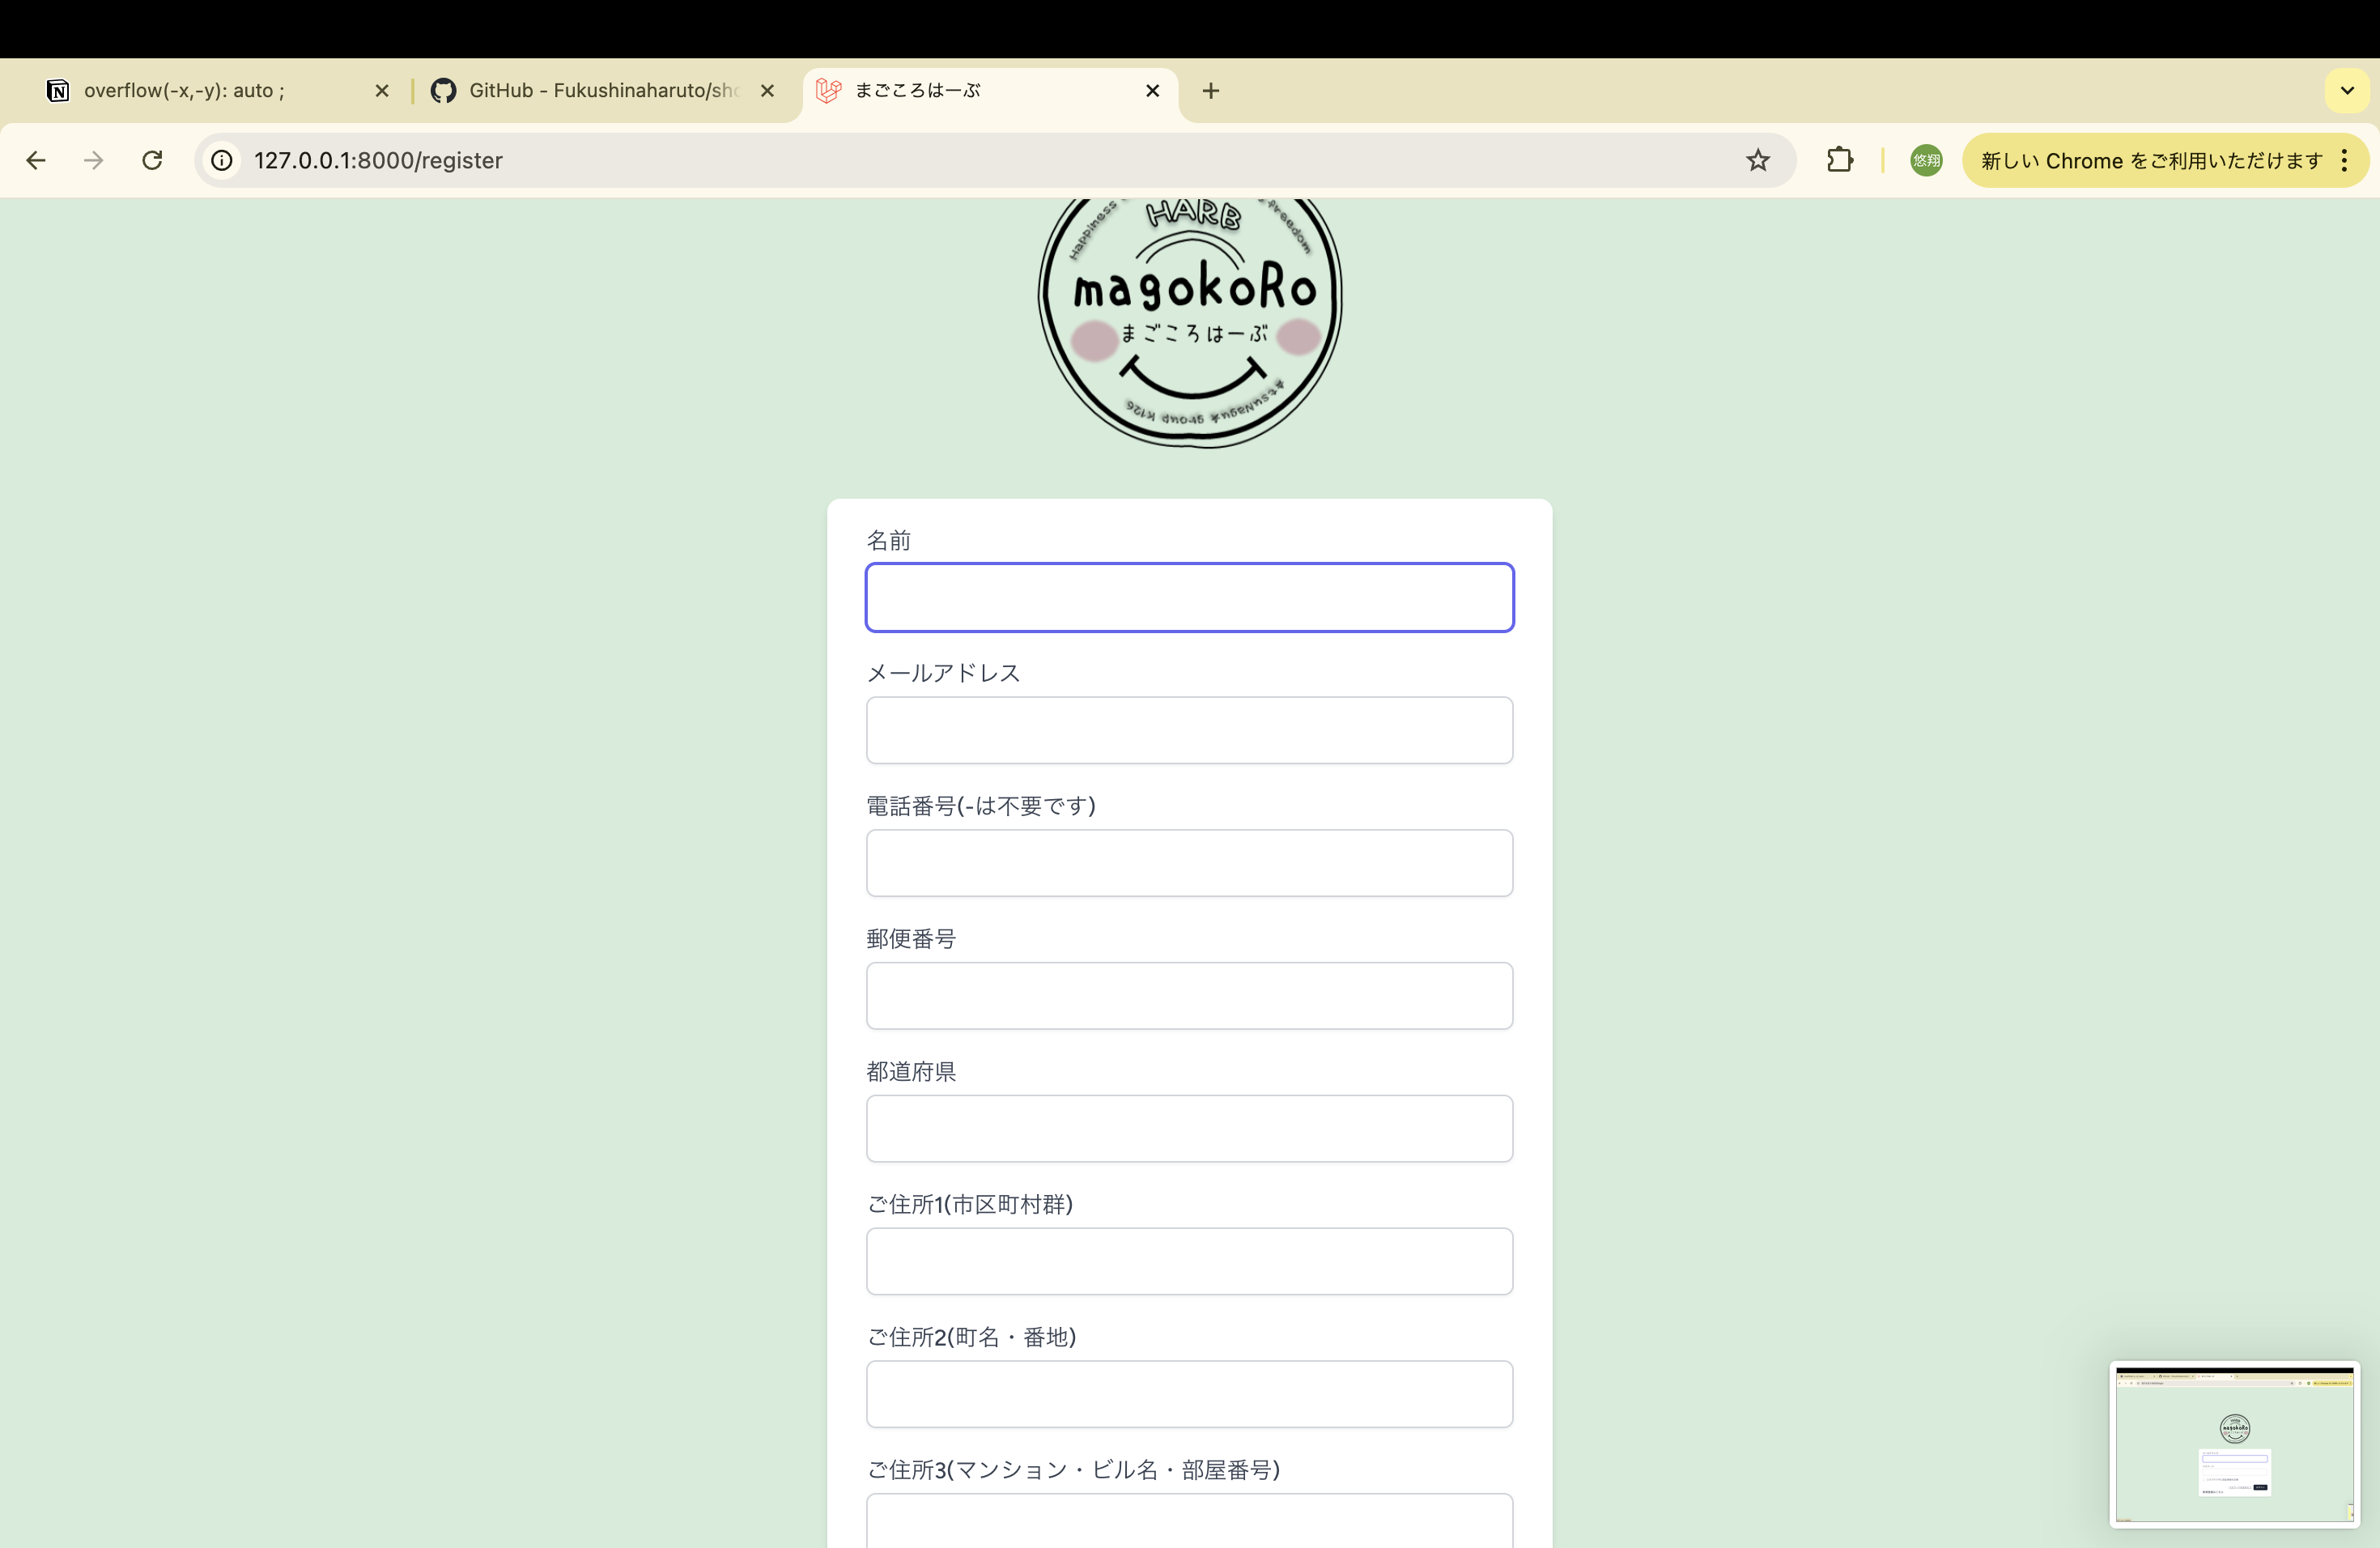 overflow(-x,-y): auto ;
GitHub - Fukushinaharuto/sho
まごころはーぶ
127.0.0.1:8000/register
悠翔
新しい Chrome をご利用いただけます
HARB
Happiness
freedom
magokoRo
まごころはーぶ
名前
メールアドレス
電話番号(-は不要です)
郵便番号
都道府県
ご住所1(市区町村群)
ご住所2(町名・番地)
ご住所3(マンション・ビル名・部屋番号)